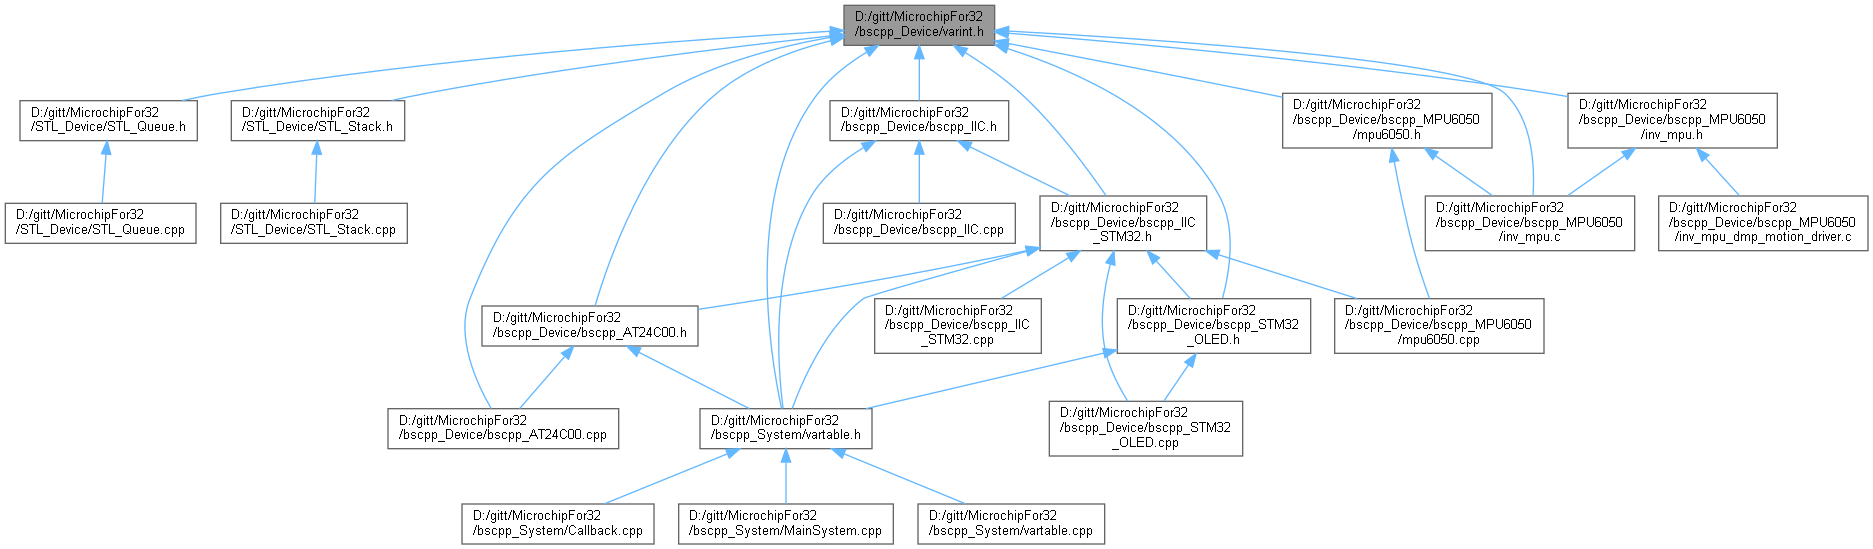 D:/gitt/MicrochipFor32
/bscpp_Device/varint.h
D:/gitt/MicrochipFor32
/STL_Device/STL_Queue.h
D:/gitt/MicrochipFor32
/STL_Device/STL_Stack.h
D:/gitt/MicrochipFor32
/bscpp_Device/bscpp_IIC.h
D:/gitt/MicrochipFor32
/bscpp_Device/bscpp_MPU6050
/mpu6050.h
D:/gitt/MicrochipFor32
/bscpp_Device/bscpp_MPU6050
/inv_mpu.h
D:/gitt/MicrochipFor32
/STL_Device/STL_Queue.cpp
D:/gitt/MicrochipFor32
/STL_Device/STL_Stack.cpp
D:/gitt/MicrochipFor32
/bscpp_Device/bscpp_IIC.cpp
D:/gitt/MicrochipFor32
/bscpp_Device/bscpp_IIC
_STM32.h
D:/gitt/MicrochipFor32
/bscpp_Device/bscpp_MPU6050
/inv_mpu.c
D:/gitt/MicrochipFor32
/bscpp_Device/bscpp_MPU6050
/inv_mpu_dmp_motion_driver.c
D:/gitt/MicrochipFor32
/bscpp_Device/bscpp_AT24C00.h
D:/gitt/MicrochipFor32
/bscpp_Device/bscpp_IIC
_STM32.cpp
D:/gitt/MicrochipFor32
/bscpp_Device/bscpp_STM32
_OLED.h
D:/gitt/MicrochipFor32
/bscpp_Device/bscpp_MPU6050
/mpu6050.cpp
D:/gitt/MicrochipFor32
/bscpp_Device/bscpp_AT24C00.cpp
D:/gitt/MicrochipFor32
/bscpp_System/vartable.h
D:/gitt/MicrochipFor32
/bscpp_Device/bscpp_STM32
_OLED.cpp
D:/gitt/MicrochipFor32
/bscpp_System/Callback.cpp
D:/gitt/MicrochipFor32
/bscpp_System/MainSystem.cpp
D:/gitt/MicrochipFor32
/bscpp_System/vartable.cpp